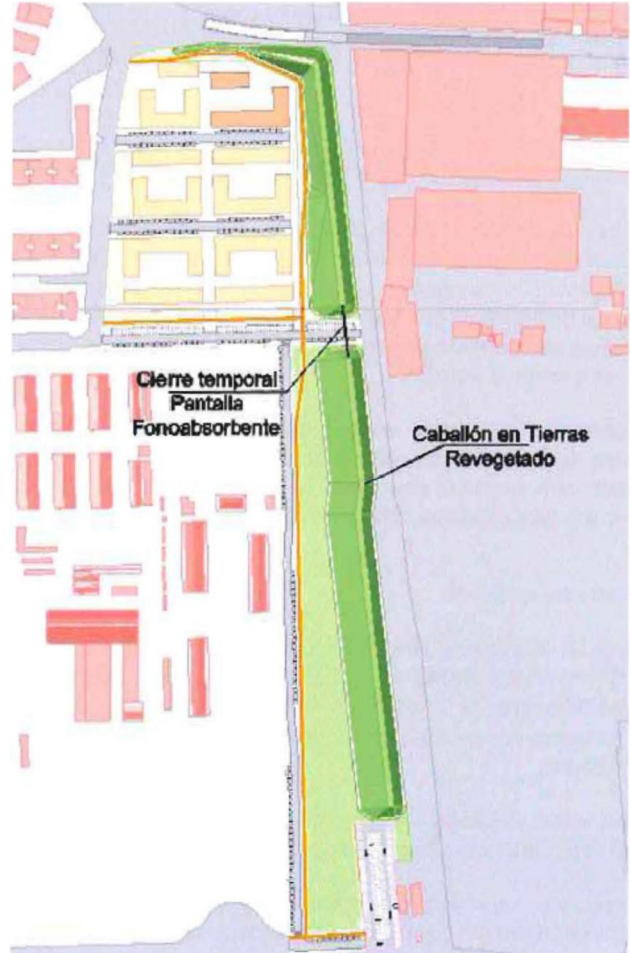 Cierre temporal
Pantalla
Fonoabsorbente
Caballón en Tierras
Revegetado